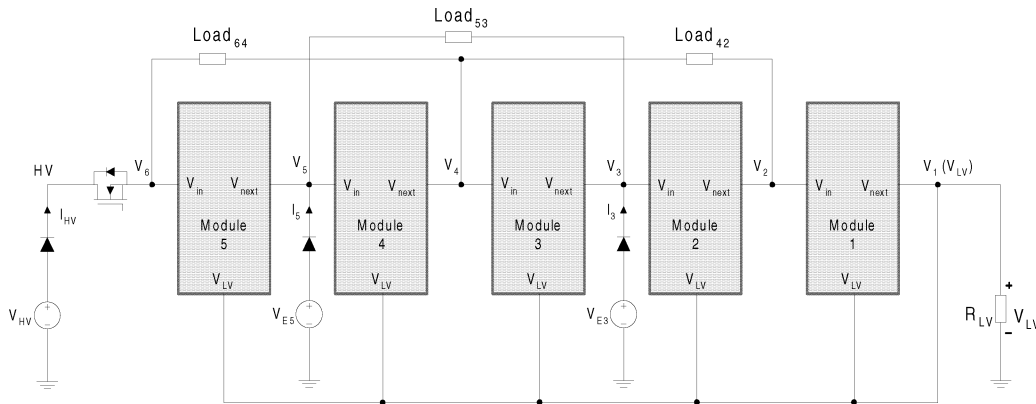 Load53
Load64
Load42
HV
V6
V5
V4
V3
V2
V1 (VLV)
Vin
Vnext
Vin
Vnext
Vin
Vnext
Vin
Vnext
Vin
Vnext
IHV
I5
I3
Module
5
Module
4
Module
3
Module
2
Module
1
VLV
VLV
VLV
VLV
VLV
VHV
+
−
VE5
+
−
VE3
+
−
RLV
+
VLV
−